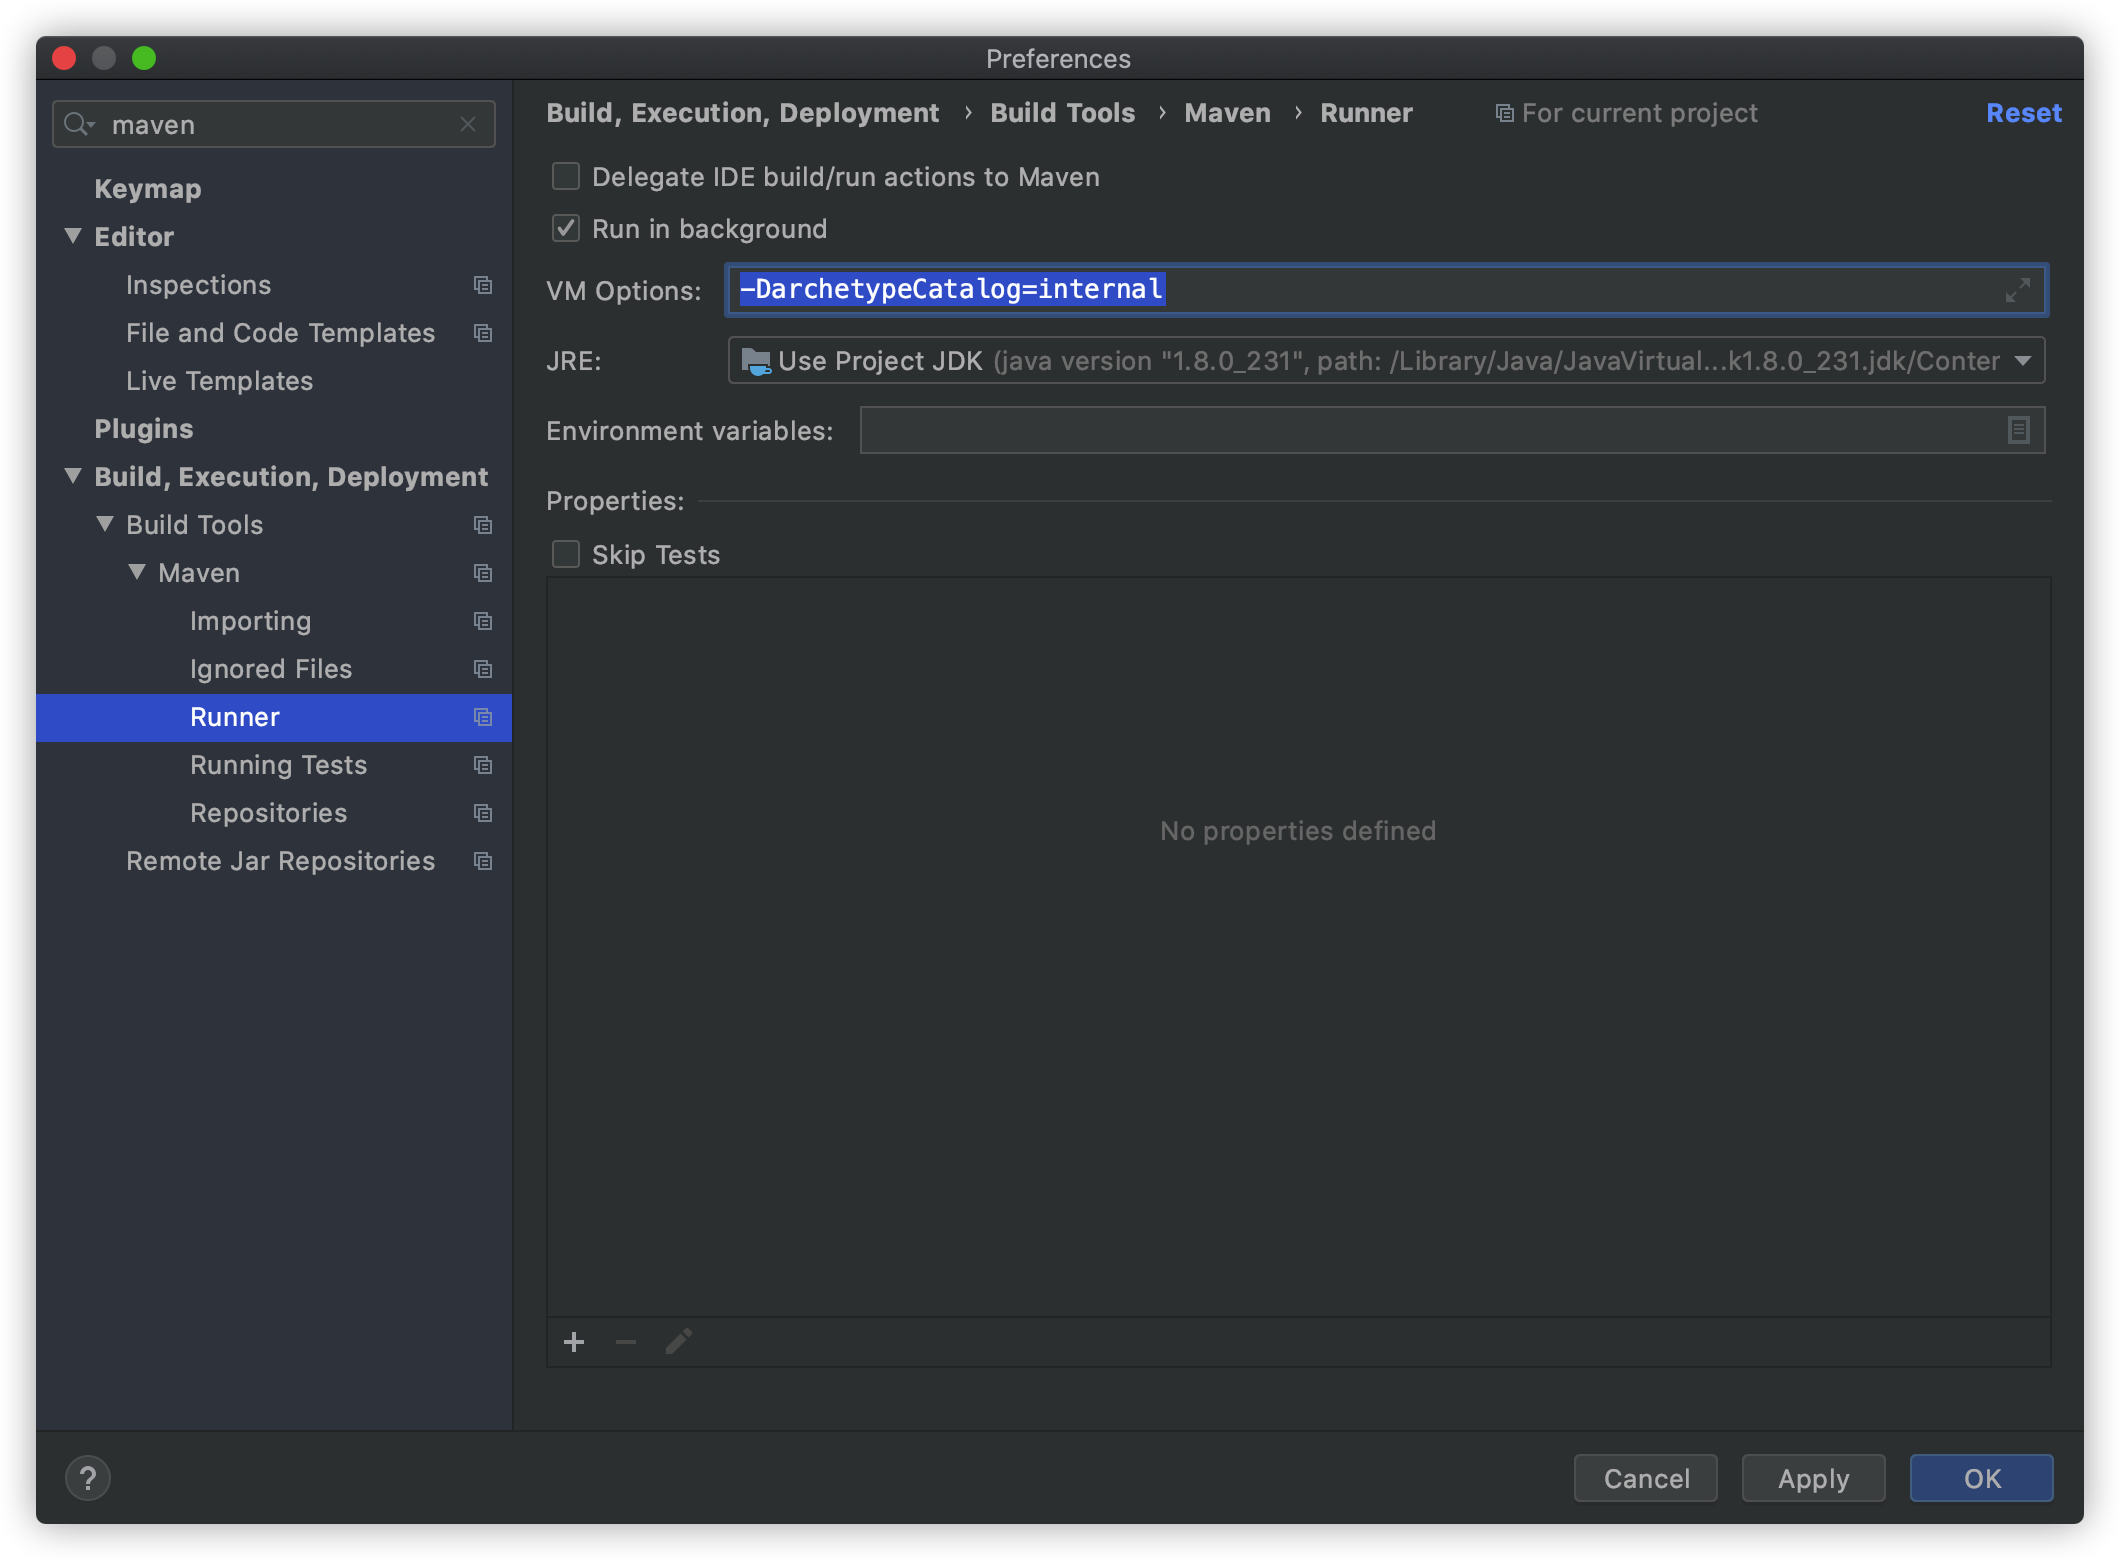 Preferences
maven
Keymap
Editor
Inspections
File and Code Templates
Live Templates
Plugins
Build, Execution, Deployment
Build Tools
Maven
Importing
Ignored Files
Runner
Running Tests
Repositories
Remote Jar Repositories
Build, Execution, Deployment › Build Tools › Maven › Runner For current project Reset
Delegate IDE build/run actions to Maven
Run in background
VM Options: -DarchetypeCatalog=internal
JRE: Use Project JDK (java version "1.8.0_231", path: /Library/Java/JavaVirtual...k1.8.0_231.jdk/Conter
Environment variables:
Properties:
Skip Tests
No properties defined
? Cancel Apply OK